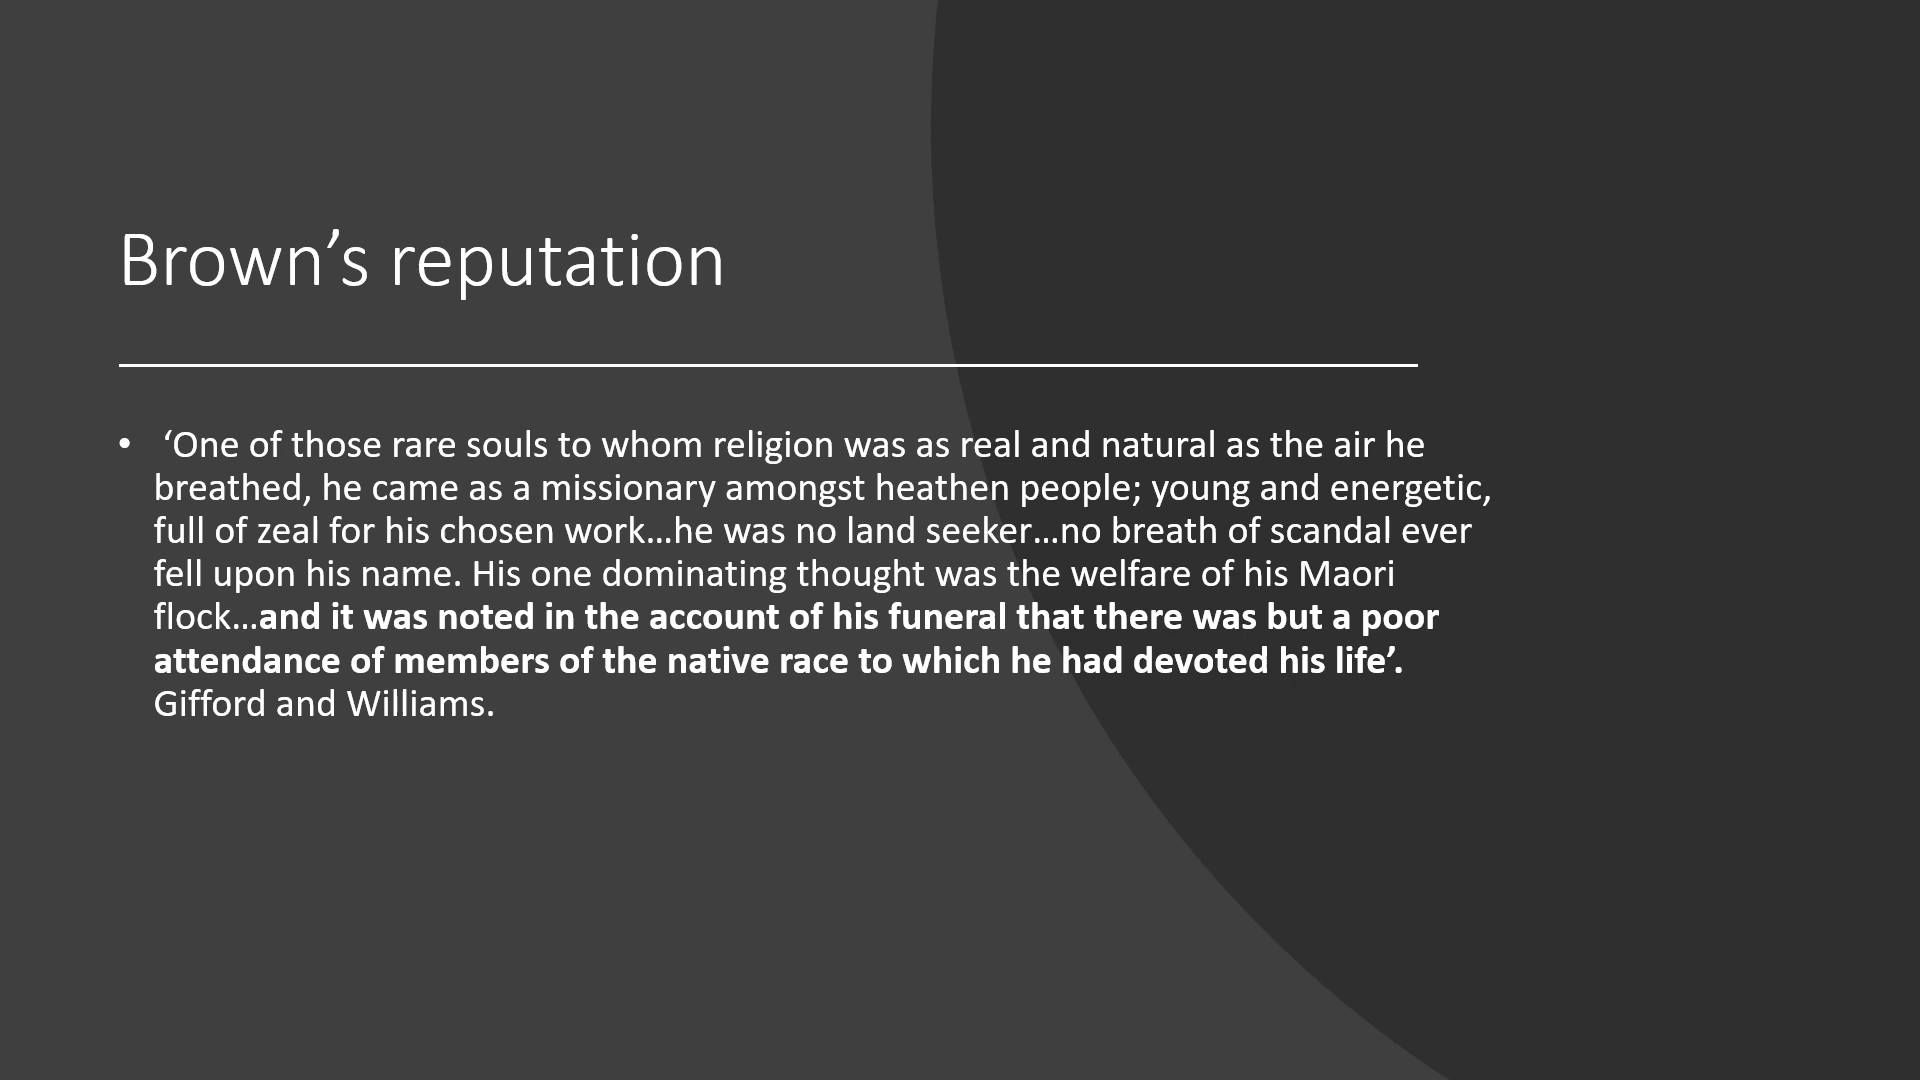 Brown’s reputation
• ‘One of those rare souls to whom religion was as real and natural as the air he
breathed, he came as a missionary amongst heathen people; young and energetic,
full of zeal for his chosen work…he was no land seeker…no breath of scandal ever
fell upon his name. His one dominating thought was the welfare of his Maori
flock…and it was noted in the account of his funeral that there was but a poor
attendance of members of the native race to which he had devoted his life’.
Gifford and Williams.